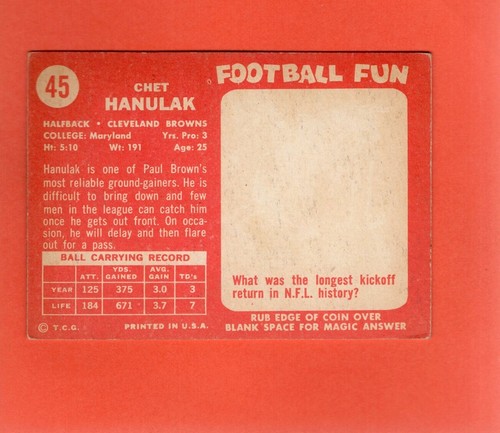 45
CHET
HANULAK
HALFBACK • CLEVELAND BROWNS
COLLEGE: Maryland Yrs. Pro: 3
Ht: 5:10 Wt: 191 Age: 25
Hanulak is one of Paul Brown's
most reliable ground-gainers. He is
difficult to bring down and few
men in the league can catch him
once he gets out front. On occa-
sion, he will delay and then flare
out for a pass.
BALL CARRYING RECORD
ATT. YDS. GAINED AVG. GAIN TD's
YEAR 125 375 3.0 3
LIFE 184 671 3.7 7
© T.C.G. PRINTED IN U.S.A.
FOOTBALL FUN
What was the longest kickoff
return in N.F.L. history?
RUB EDGE OF COIN OVER
BLANK SPACE FOR MAGIC ANSWER